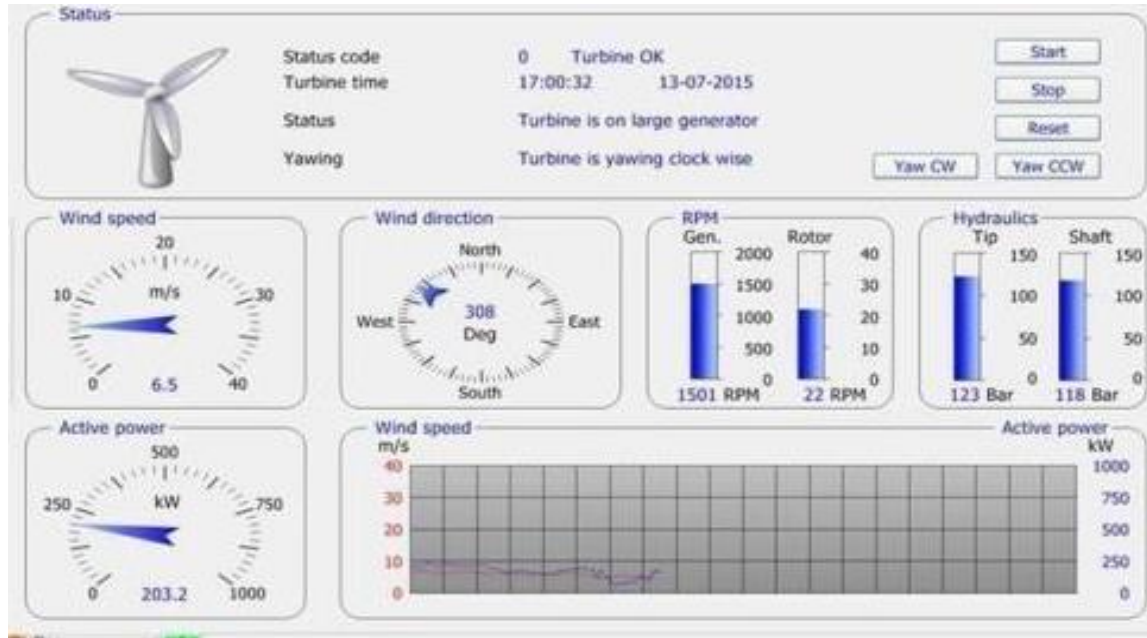 Status
Status code 0 Turbine OK
Turbine time 17:00:32 13-07-2015
Status Turbine is on large generator
Yawing Turbine is yawing clock wise
Start
Stop
Reset
Yaw CW Yaw CCW
Wind speed
20
10 m/s 30
0 6.5 40
Wind direction
North
West 308 East
Deg
South
RPM
Gen. Rotor
2000 40
1500 30
1000 20
500 10
0 0
1501 RPM 22 RPM
Hydraulics
Tip Shaft
150 150
100 100
50 50
0 0
123 Bar 118 Bar
Active power
500
250 kW 750
0 203.2 1000
Wind speed Active power
m/s kW
40 1000
30 750
20 500
10 250
0 0